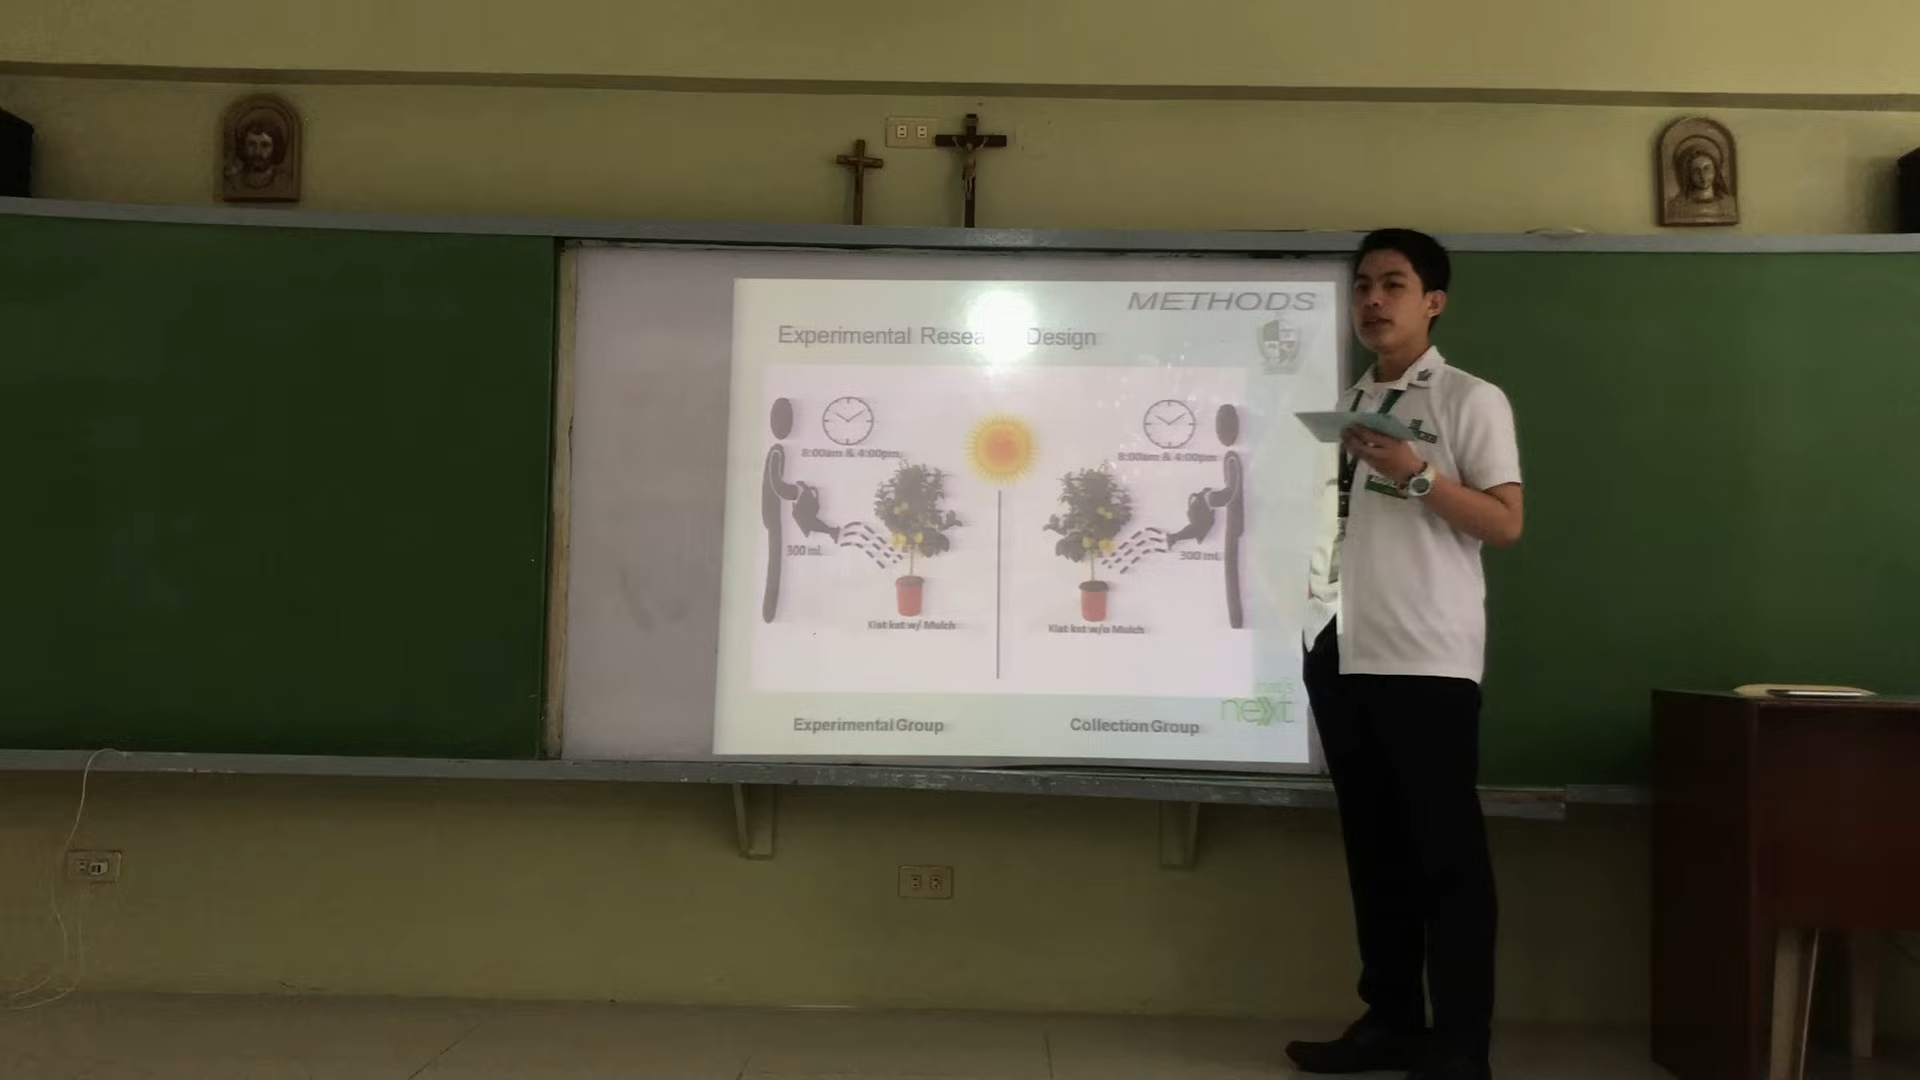 METHODS
Experimental Resea Design
8:00am & 4:00pm
8:00am & 4:00pm
300 ml.
300 ml.
Kiat kat w/ Mulch
Kiat kat w/o Mulch
next
Experimental Group
Collection Group